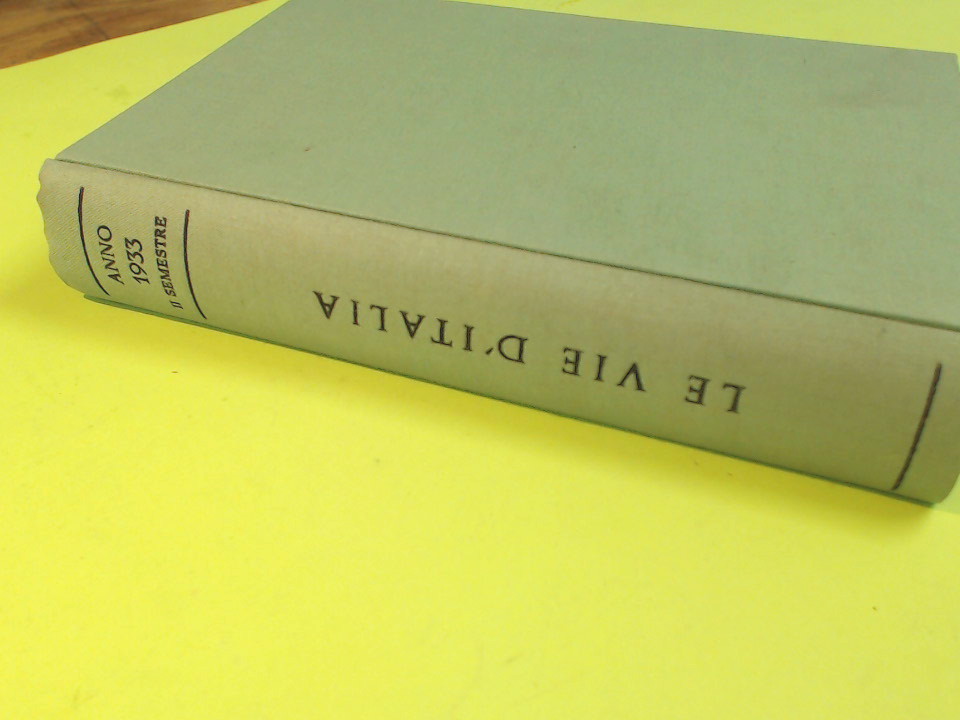 ANNO
1933
II SEMESTRE
LE VIE D'ITALIA